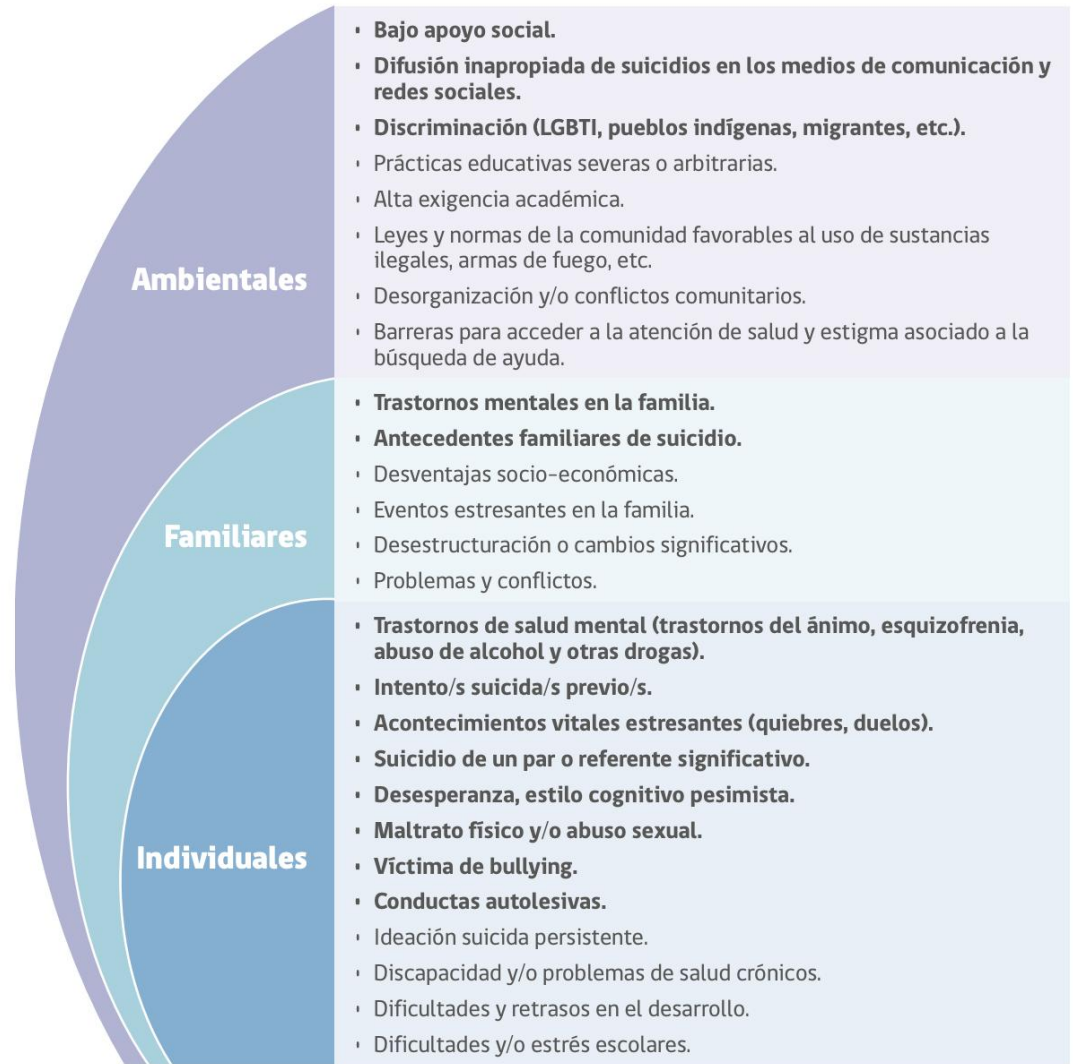 · Bajo apoyo social.
· Difusión inapropiada de suicidios en los medios de comunicación y
redes sociales.
· Discriminación (LGBTI, pueblos indígenas, migrantes, etc.).
· Prácticas educativas severas o arbitrarias.
· Alta exigencia académica.
· Leyes y normas de la comunidad favorables al uso de sustancias
ilegales, armas de fuego, etc.
Ambientales
· Desorganización y/o conflictos comunitarios.
· Barreras para acceder a la atención de salud y estigma asociado a la
búsqueda de ayuda.
· Trastornos mentales en la familia.
· Antecedentes familiares de suicidio.
· Desventajas socio-económicas.
· Eventos estresantes en la familia.
Familiares
· Desestructuración o cambios significativos.
· Problemas y conflictos.
· Trastornos de salud mental (trastornos del ánimo, esquizofrenia,
abuso de alcohol y otras drogas).
· Intento/s suicida/s previo/s.
· Acontecimientos vitales estresantes (quiebres, duelos).
· Suicidio de un par o referente significativo.
· Desesperanza, estilo cognitivo pesimista.
· Maltrato físico y/o abuso sexual.
Individuales
· Víctima de bullying.
· Conductas autolesivas.
· Ideación suicida persistente.
· Discapacidad y/o problemas de salud crónicos.
· Dificultades y retrasos en el desarrollo.
· Dificultades y/o estrés escolares.